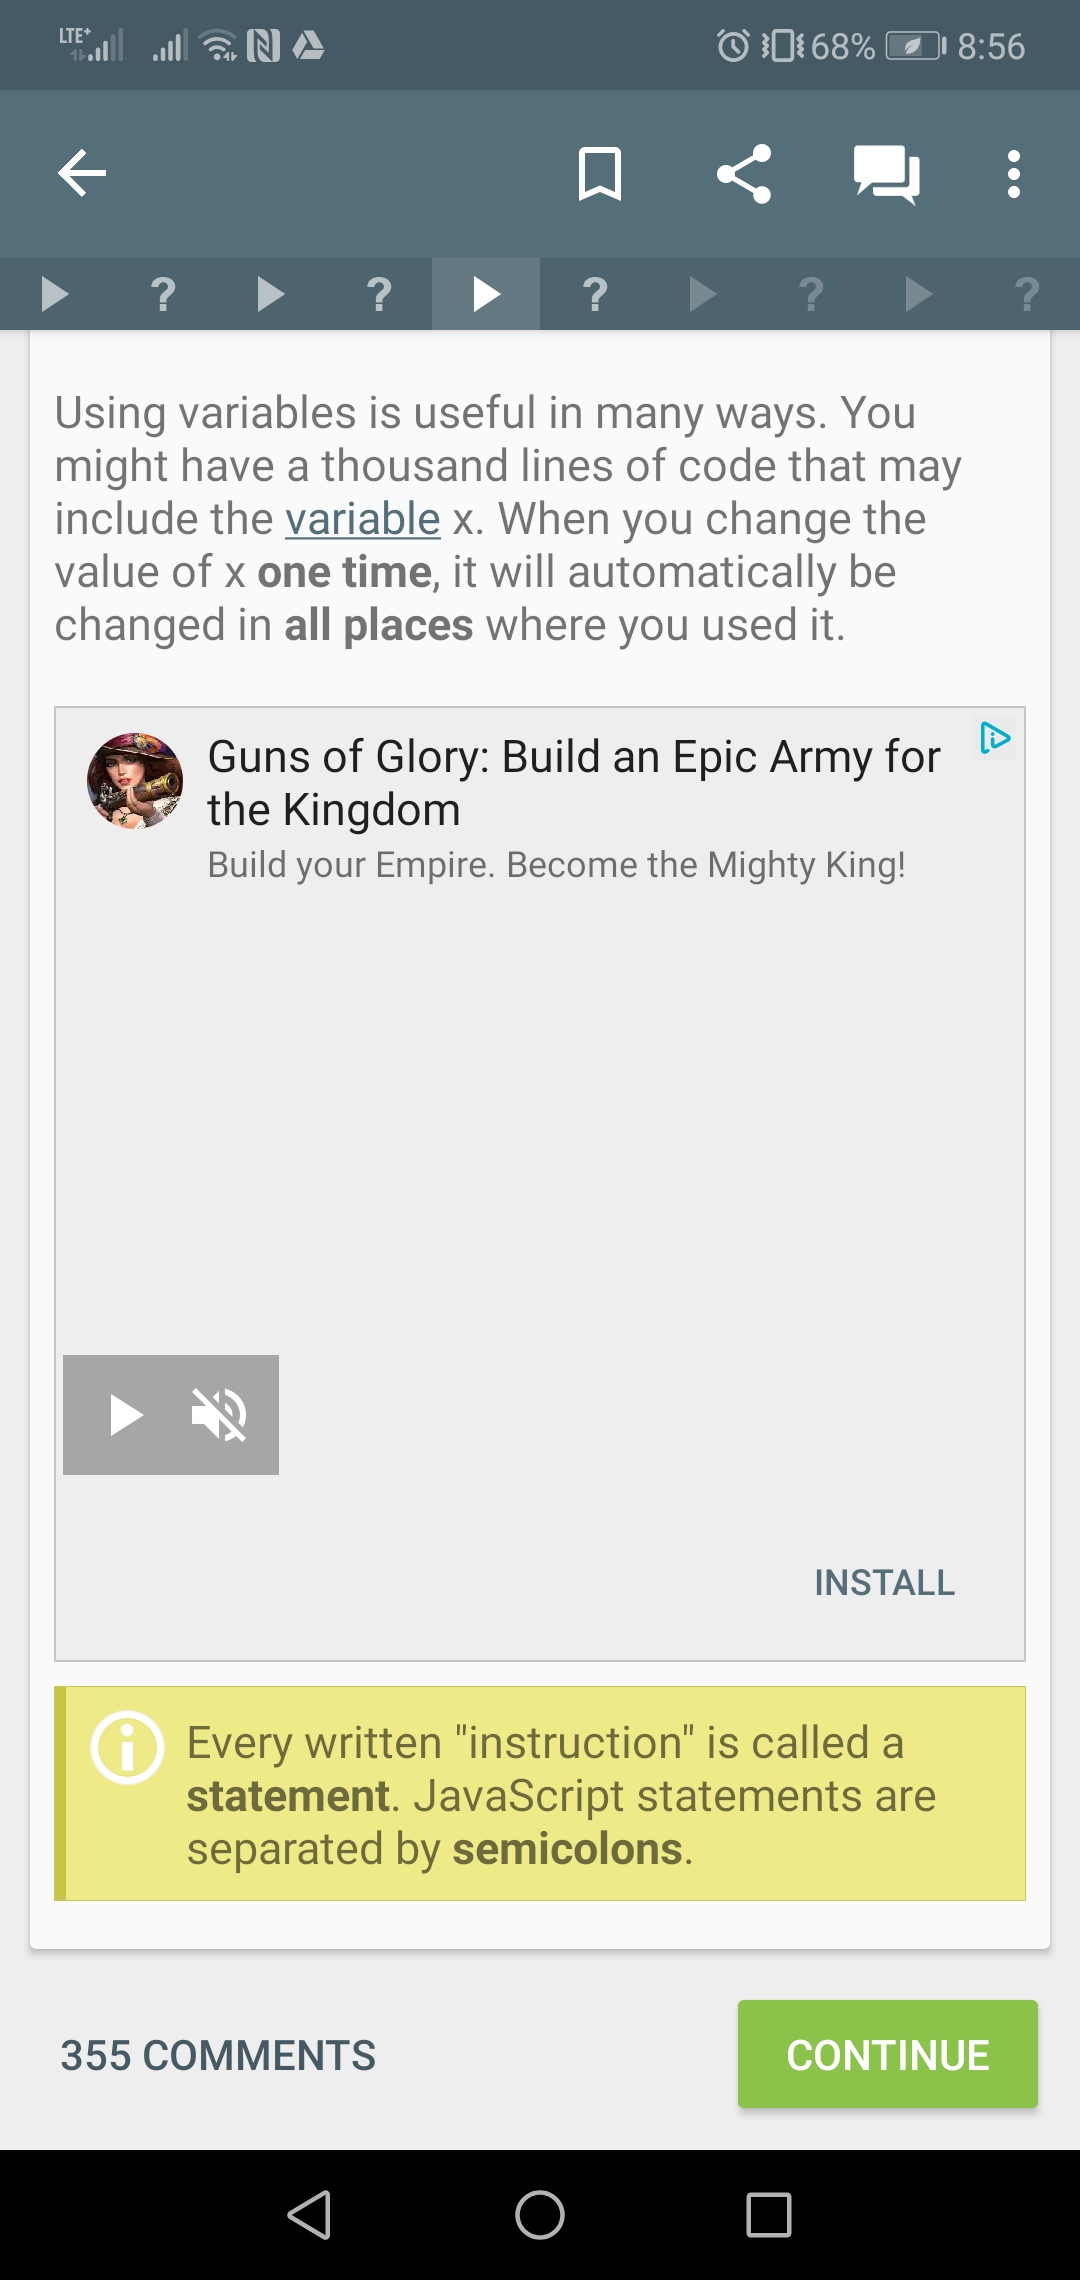 LTE+ 68% 8:56
? ? ? ? ?
Using variables is useful in many ways. You
might have a thousand lines of code that may
include the variable x. When you change the
value of x one time, it will automatically be
changed in all places where you used it.
Guns of Glory: Build an Epic Army for
the Kingdom
Build your Empire. Become the Mighty King!
INSTALL
Every written "instruction" is called a
statement. JavaScript statements are
separated by semicolons.
355 COMMENTS CONTINUE